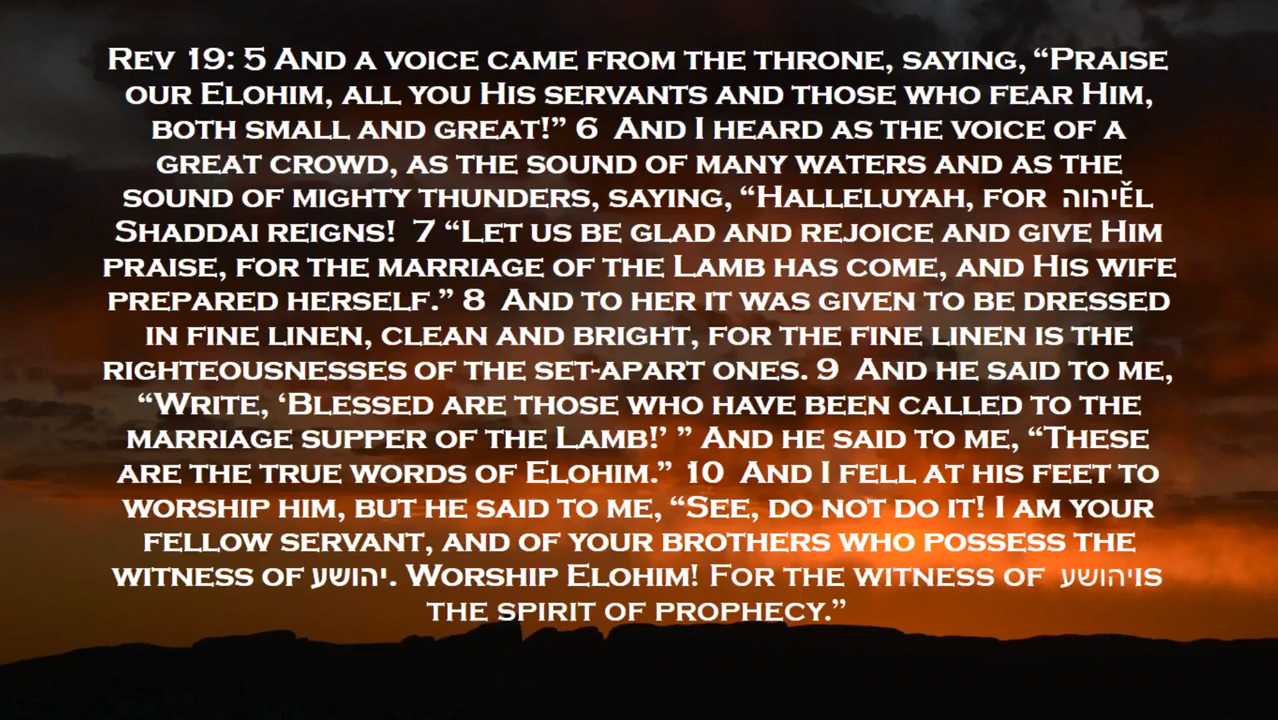 Rev 19: 5 And a voice came from the throne, saying, “Praise
our Elohim, all you His servants and those who fear Him,
both small and great!” 6 And I heard as the voice of a
great crowd, as the sound of many waters and as the
sound of mighty thunders, saying, “Halleluyah, for יהוהĚl
Shaddai reigns! 7 “Let us be glad and rejoice and give Him
praise, for the marriage of the Lamb has come, and His wife
prepared herself.” 8 And to her it was given to be dressed
in fine linen, clean and bright, for the fine linen is the
righteousnesses of the set-apart ones. 9 And he said to me,
“Write, ‘Blessed are those who have been called to the
marriage supper of the Lamb!’ ” And he said to me, “These
are the true words of Elohim.” 10 And I fell at his feet to
worship him, but he said to me, “See, do not do it! I am your
fellow servant, and of your brothers who possess the
witness of יהושע. Worship Elohim! For the witness of יהושעis
the spirit of prophecy.”